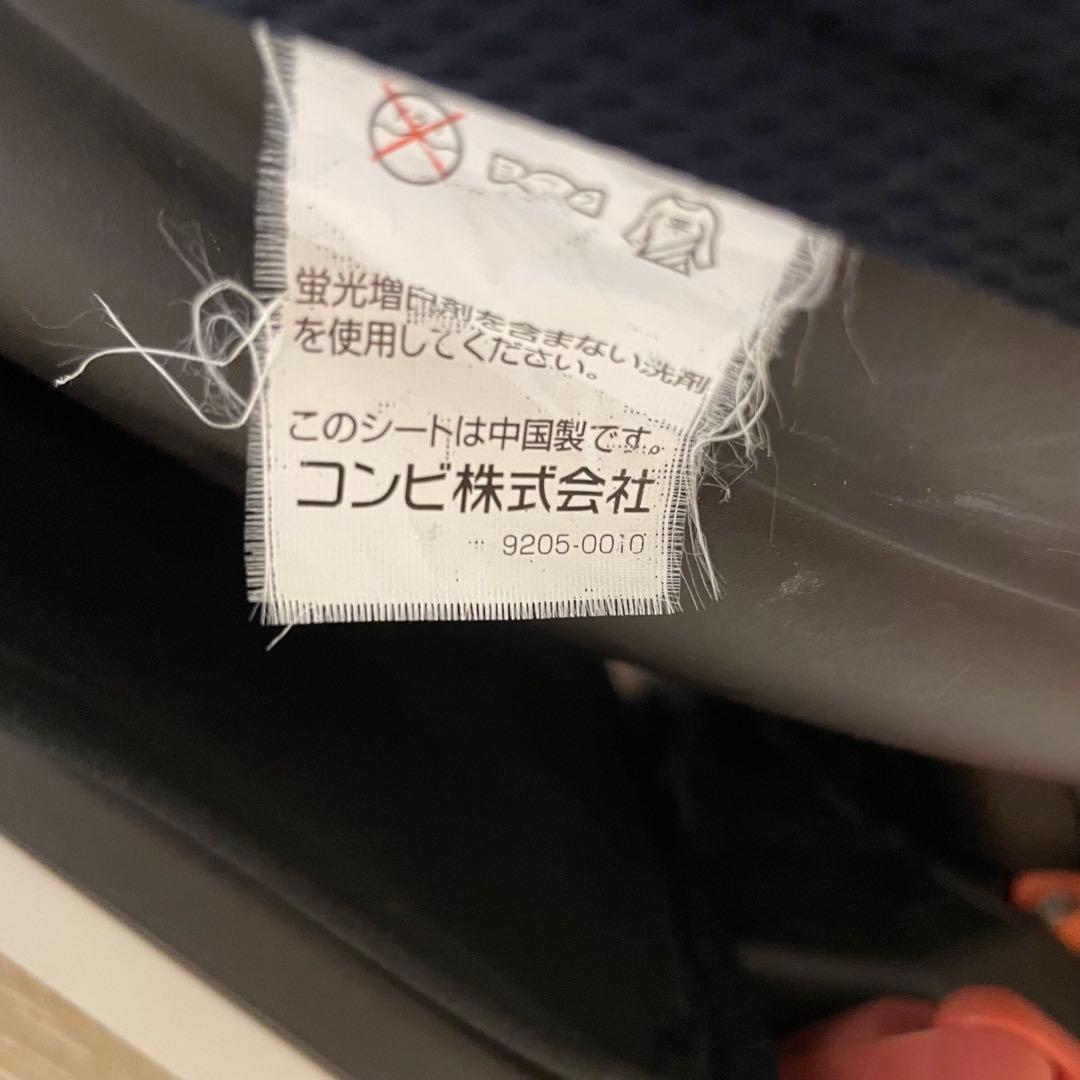 蛍光増白剤を含まない洗剤
を使用してください。
このシートは中国製です。
コンビ株式会社
9205-0010